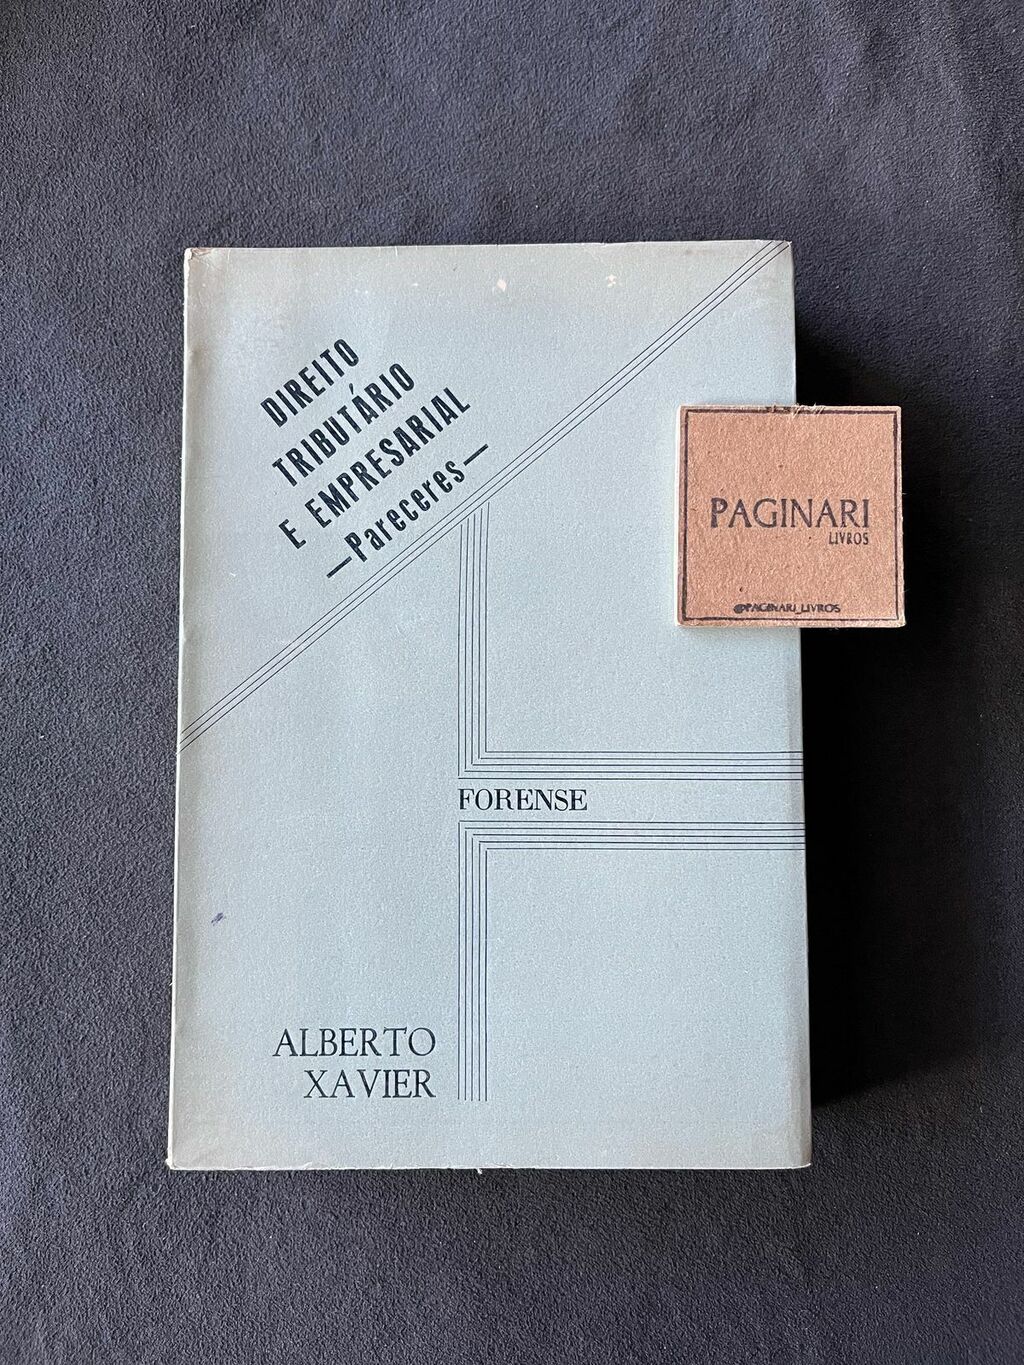 DIREITO
TRIBUTÁRIO
E EMPRESARIAL
—Pareceres—
PAGINARI
LIVROS
@PAGINARI_LIVROS
FORENSE
ALBERTO
XAVIER